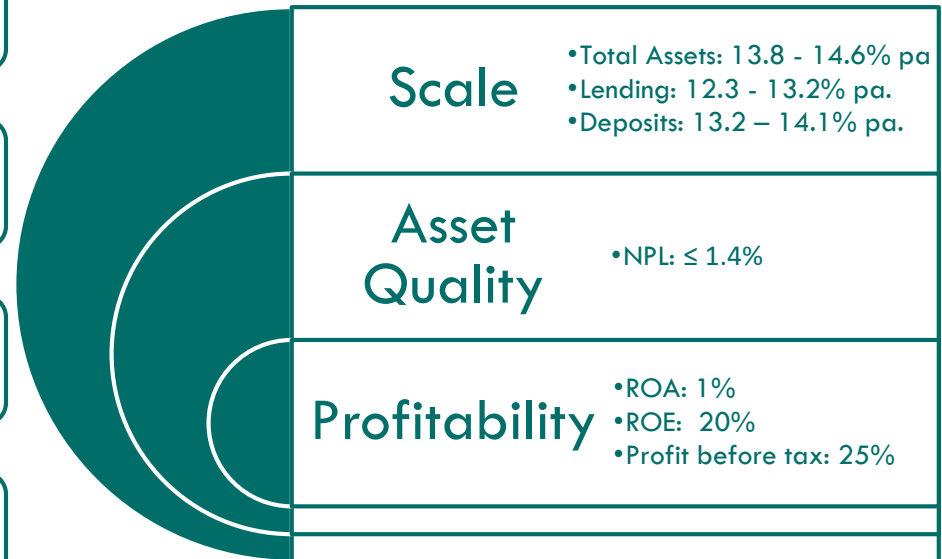 Scale
•Total Assets: 13.8 - 14.6% pa
•Lending: 12.3 - 13.2% pa.
•Deposits: 13.2 – 14.1% pa.
Asset
Quality
•NPL: ≤ 1.4%
Profitability
•ROA: 1%
•ROE: 20%
•Profit before tax: 25%